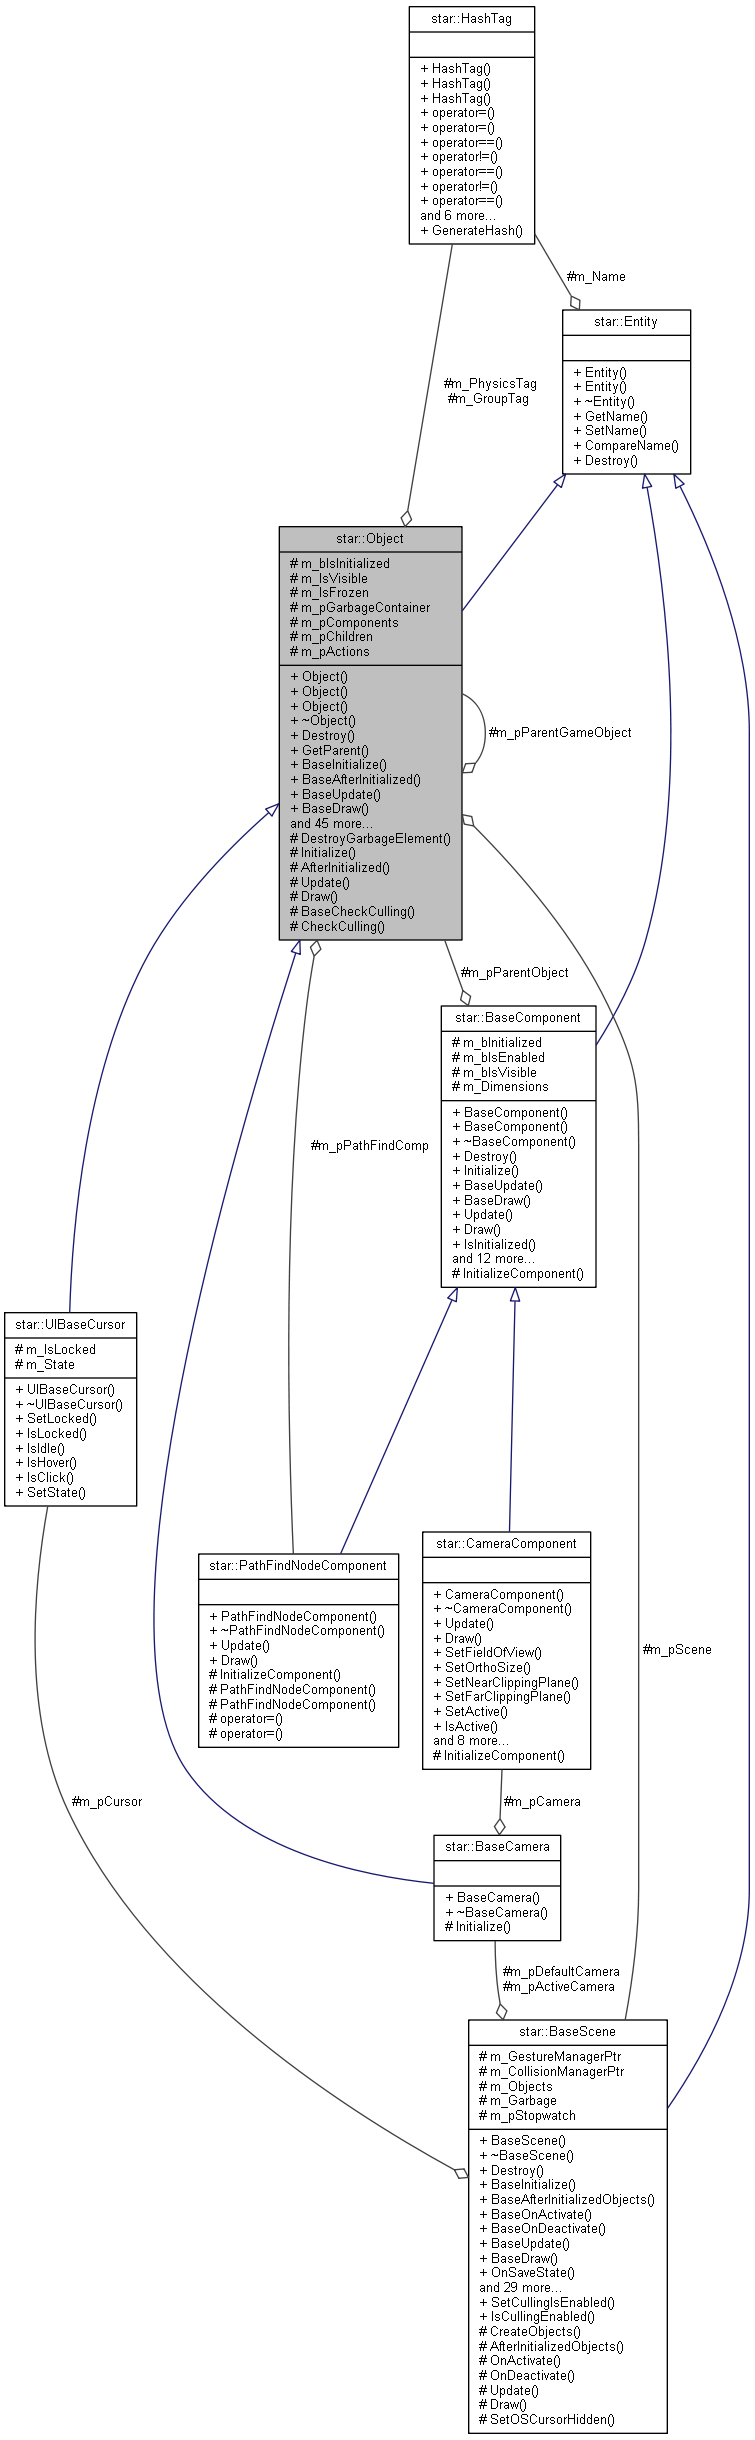 star::HashTag
+ HashTag()
+ HashTag()
+ HashTag()
+ operator=()
+ operator=()
+ operator==()
+ operator!=()
+ operator==()
+ operator!=()
+ operator==()
and 6 more...
+ GenerateHash()
#m_Name
star::Entity
+ Entity()
+ Entity()
+ ~Entity()
+ GetName()
+ SetName()
+ CompareName()
+ Destroy()
#m_PhysicsTag
#m_GroupTag
star::Object
# m_bIsInitialized
# m_IsVisible
# m_IsFrozen
# m_pGarbageContainer
# m_pComponents
# m_pChildren
# m_pActions
+ Object()
+ Object()
+ Object()
+ ~Object()
+ Destroy()
+ GetParent()
+ BaseInitialize()
+ BaseAfterInitialized()
+ BaseUpdate()
+ BaseDraw()
and 45 more...
# DestroyGarbageElement()
# Initialize()
# AfterInitialized()
# Update()
# Draw()
# BaseCheckCulling()
# CheckCulling()
#m_pParentGameObject
#m_pParentObject
star::BaseComponent
# m_bInitialized
# m_bIsEnabled
# m_bIsVisible
# m_Dimensions
+ BaseComponent()
+ BaseComponent()
+ ~BaseComponent()
+ Destroy()
+ Initialize()
+ BaseUpdate()
+ BaseDraw()
+ Update()
+ Draw()
+ IsInitialized()
and 12 more...
# InitializeComponent()
#m_pPathFindComp
star::UIBaseCursor
# m_IsLocked
# m_State
+ UIBaseCursor()
+ ~UIBaseCursor()
+ SetLocked()
+ IsLocked()
+ IsIdle()
+ IsHover()
+ IsClick()
+ SetState()
star::PathFindNodeComponent
+ PathFindNodeComponent()
+ ~PathFindNodeComponent()
+ Update()
+ Draw()
# InitializeComponent()
# PathFindNodeComponent()
# PathFindNodeComponent()
# operator=()
# operator=()
star::CameraComponent
+ CameraComponent()
+ ~CameraComponent()
+ Update()
+ Draw()
+ SetFieldOfView()
+ SetOrthoSize()
+ SetNearClippingPlane()
+ SetFarClippingPlane()
+ SetActive()
+ IsActive()
and 8 more...
# InitializeComponent()
#m_pScene
#m_pCursor
#m_pCamera
star::BaseCamera
+ BaseCamera()
+ ~BaseCamera()
# Initialize()
#m_pDefaultCamera
#m_pActiveCamera
star::BaseScene
# m_GestureManagerPtr
# m_CollisionManagerPtr
# m_Objects
# m_Garbage
# m_pStopwatch
+ BaseScene()
+ ~BaseScene()
+ Destroy()
+ BaseInitialize()
+ BaseAfterInitializedObjects()
+ BaseOnActivate()
+ BaseOnDeactivate()
+ BaseUpdate()
+ BaseDraw()
+ OnSaveState()
and 29 more...
+ SetCullingIsEnabled()
+ IsCullingEnabled()
# CreateObjects()
# AfterInitializedObjects()
# OnActivate()
# OnDeactivate()
# Update()
# Draw()
# SetOSCursorHidden()